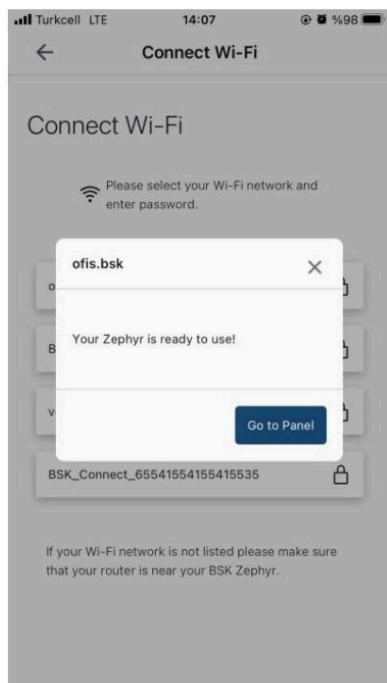 Turkcell LTE 14:07 %98
Connect Wi-Fi
Connect Wi-Fi
Please select your Wi-Fi network and
enter password.
ofis.bsk
o
B
Your Zephyr is ready to use!
v
Go to Panel
BSK_Connect_65541554155415535
If your Wi-Fi network is not listed please make sure
that your router is near your BSK Zephyr.